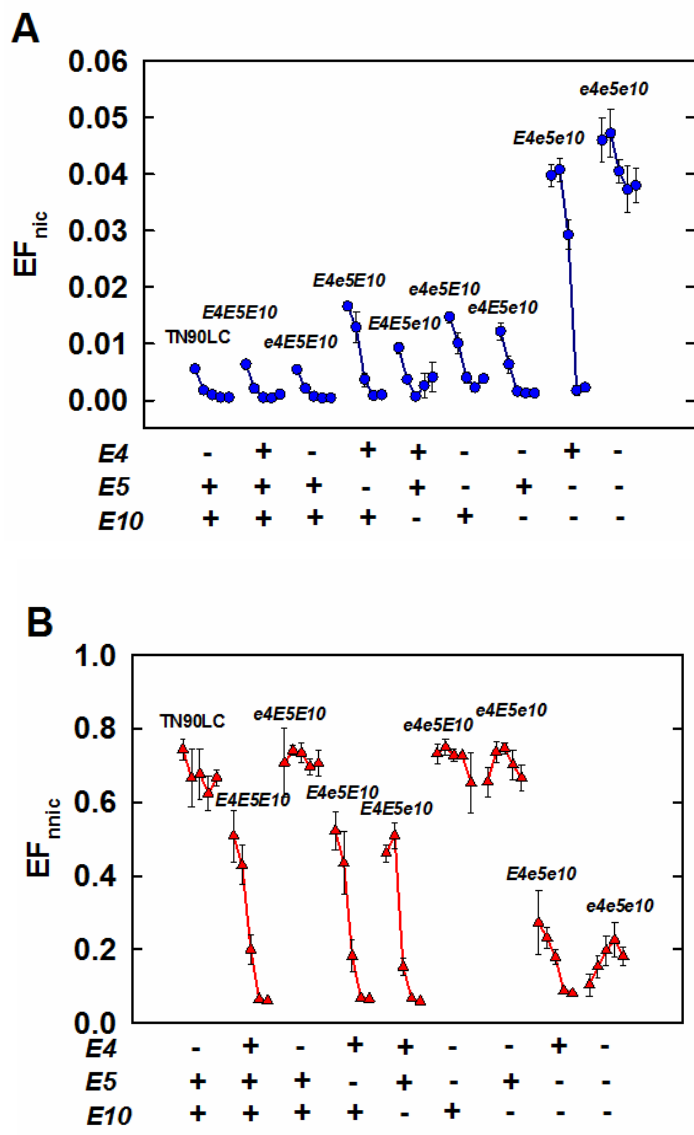 A
0.06
0.05
0.04
0.03
0.02
0.01
0.00
EFnic
TN90LC
E4E5E10
e4E5E10
E4e5E10
E4E5e10
e4e5E10
e4E5e10
E4e5e10
e4e5e10
E4 - + - + + - - + -
E5 + + + - + - + - -
E10 + + + + - + - - -
B
1.0
0.8
0.6
0.4
0.2
0.0
EFnnic
TN90LC
E4E5E10
e4E5E10
E4e5E10
E4E5e10
e4e5E10
e4E5e10
E4e5e10
e4e5e10
E4 - + - + + - - + -
E5 + + + - + - + - -
E10 + + + + - + - - -